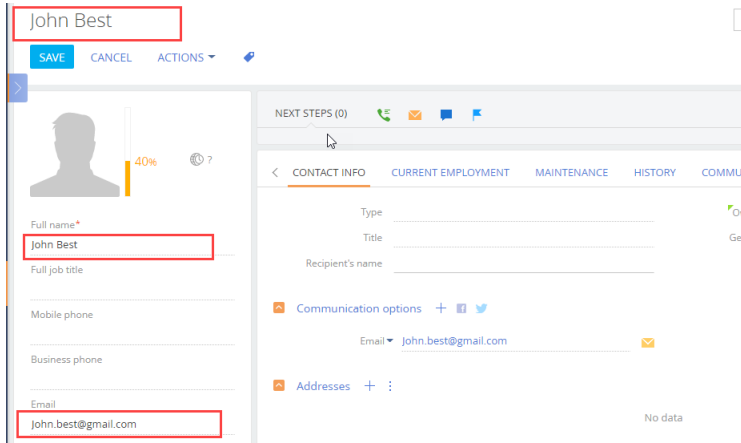 John Best
SAVE CANCEL ACTIONS
NEXT STEPS (0)
40% ?
CONTACT INFO CURRENT EMPLOYMENT MAINTENANCE HISTORY COMMU
Full name*
John Best
Full job title
Mobile phone
Business phone
Email
John.best@gmail.com
Type
Title
Ge
Recipient's name
Communication options
Email John.best@gmail.com
Addresses
No data